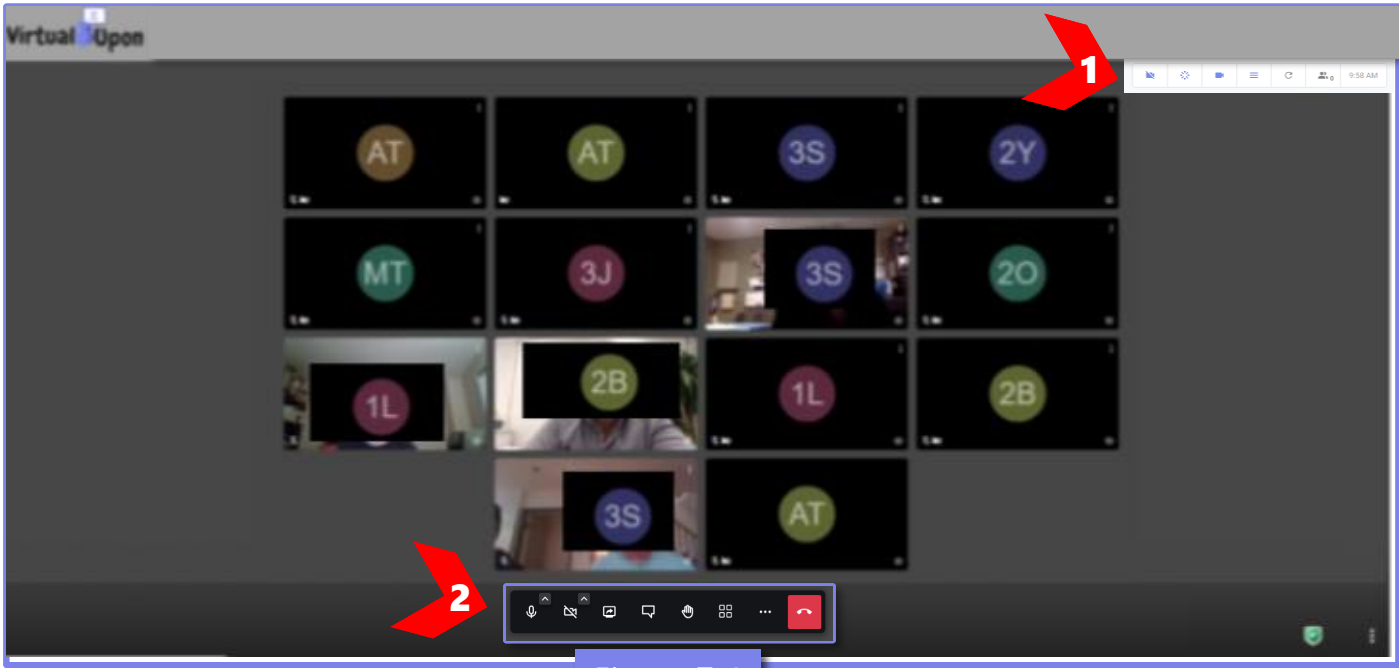 Virtual Upon
1
0 9:58 AM
AT AT 3S 2Y
MT 3J 3S 2O
1L 2B 1L 2B
3S AT
2